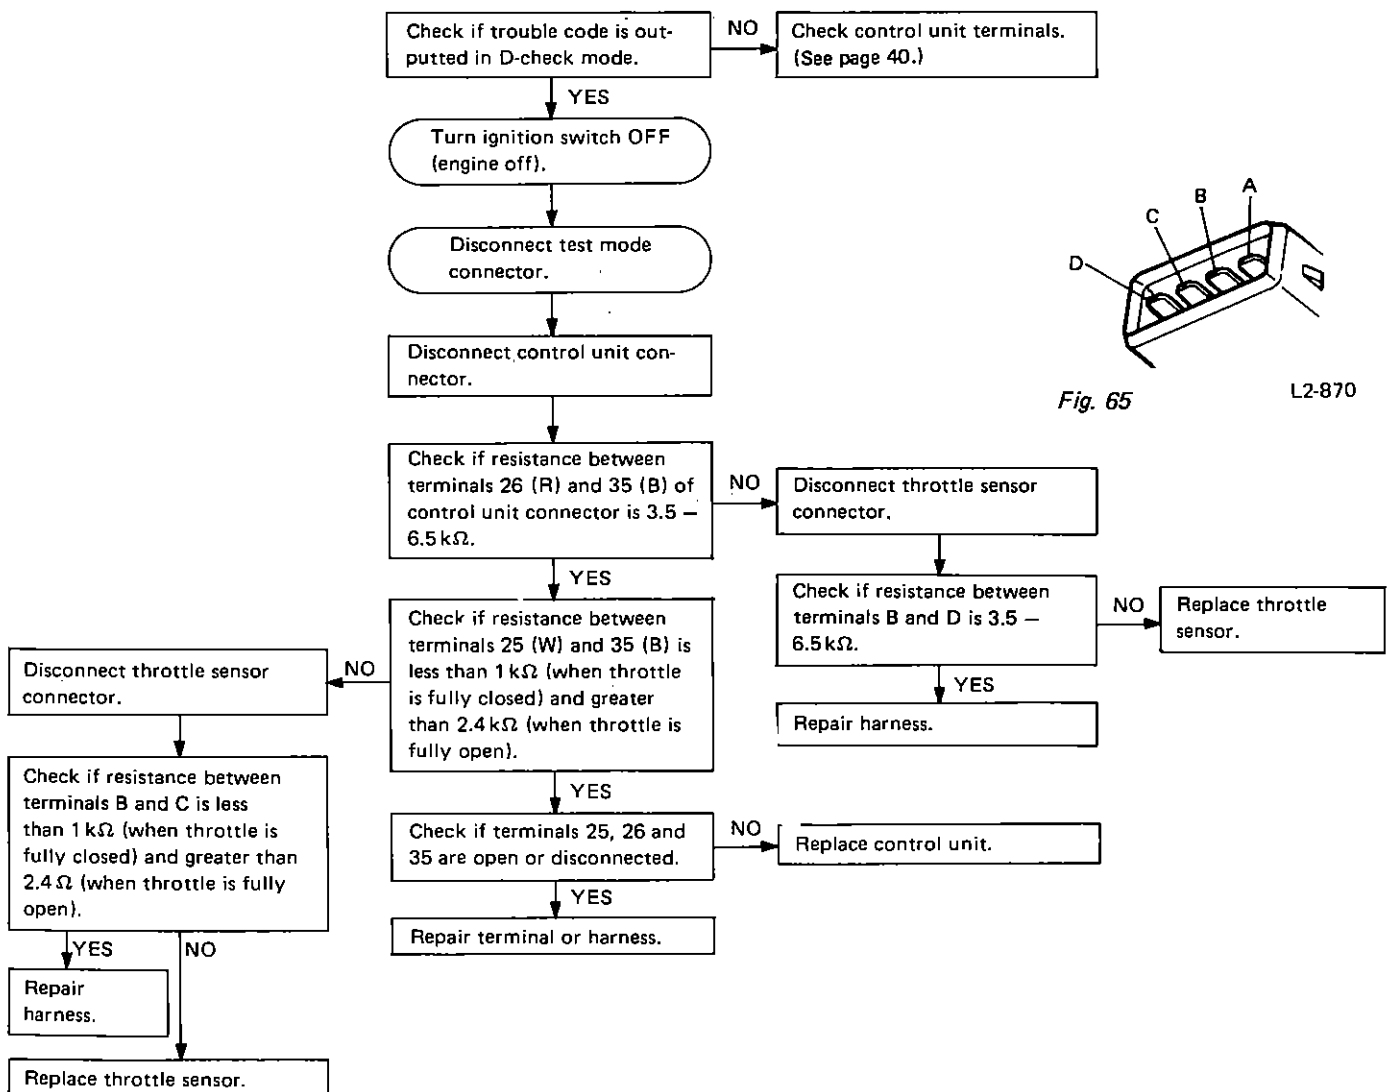 Check if trouble code is out-
putted in D-check mode.
NO
Check control unit terminals.
(See page 40.)
YES
Turn ignition switch OFF
(engine off).
Disconnect test mode
connector.
Disconnect control unit con-
nector.
A
B
C
D
Fig. 65
L2-870
Check if resistance between
terminals 26 (R) and 35 (B) of
control unit connector is 3.5 –
6.5 kΩ.
NO
Disconnect throttle sensor
connector.
YES
Check if resistance between
terminals B and D is 3.5 –
6.5 kΩ.
NO
Replace throttle
sensor.
YES
Repair harness.
Check if resistance between
terminals 25 (W) and 35 (B) is
less than 1 kΩ (when throttle
is fully closed) and greater
than 2.4 kΩ (when throttle is
fully open).
NO
Disconnect throttle sensor
connector.
Check if resistance between
terminals B and C is less
than 1 kΩ (when throttle is
fully closed) and greater than
2.4 Ω (when throttle is fully
open).
YES
NO
Repair
harness.
Replace throttle sensor.
YES
Check if terminals 25, 26 and
35 are open or disconnected.
NO
Replace control unit.
YES
Repair terminal or harness.